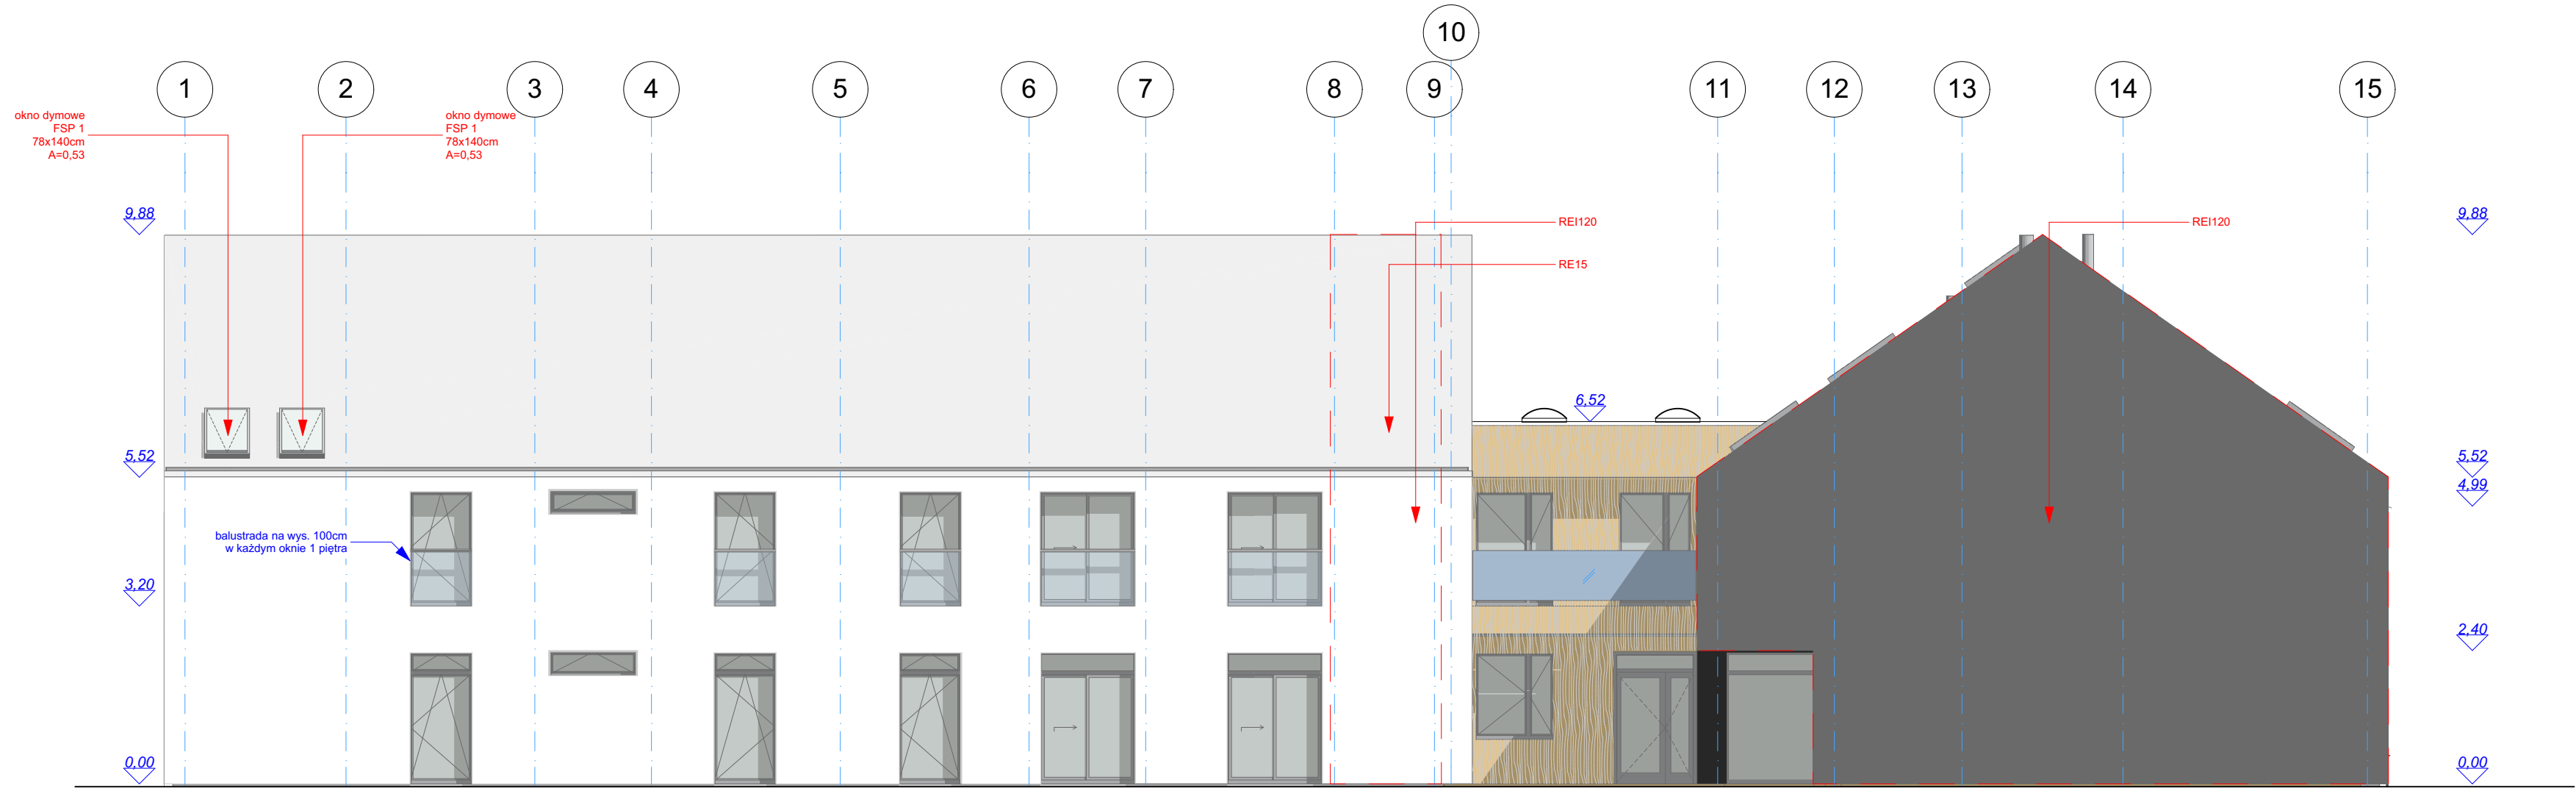 10
1
2
3
4
5
6
7
8
9
11
12
13
14
15
okno dymowe
FSP 1
78x140cm
A=0,53
okno dymowe
FSP 1
78x140cm
A=0,53
9,88
REI120
REI120
9,88
RE15
6,52
5,52
5,52
4,99
balustrada na wys. 100cm
w każdym oknie 1 piętra
3,20
2,40
0,00
0,00